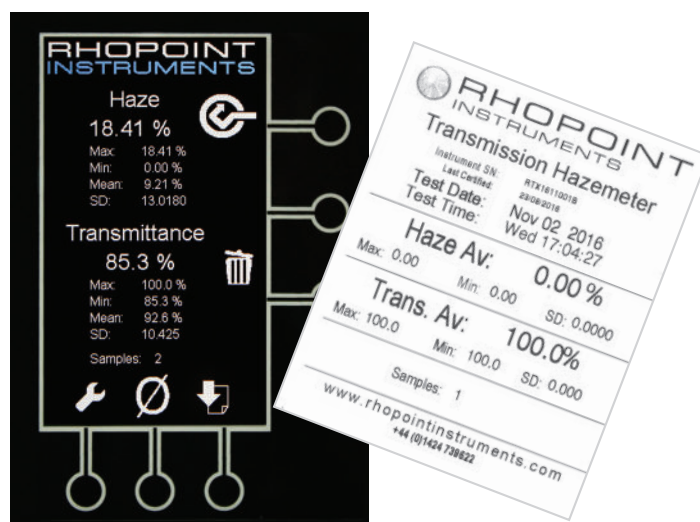 RHOPOINT
INSTRUMENTS
Haze
18.41 %
Max: 18.41 %
Min: 0.00 %
Mean: 9.21 %
SD: 13.0180
Transmittance
85.3 %
Max: 100.0 %
Min: 85.3 %
Mean: 92.6 %
SD: 10.425
Samples: 2
RHOPOINT
INSTRUMENTS
Transmission Hazemeter
Instrument SN: RTX16110018
Last Certified: 23/08/2016
Test Date: Nov 02 2016
Test Time: Wed 17:04:27
Haze Av: 0.00 %
Max: 0.00 Min: 0.00 SD: 0.0000
Trans. Av: 100.0%
Max: 100.0 Min: 100.0 SD: 0.000
Samples: 1
www.rhopointinstruments.com
+44 (0)1424 739622